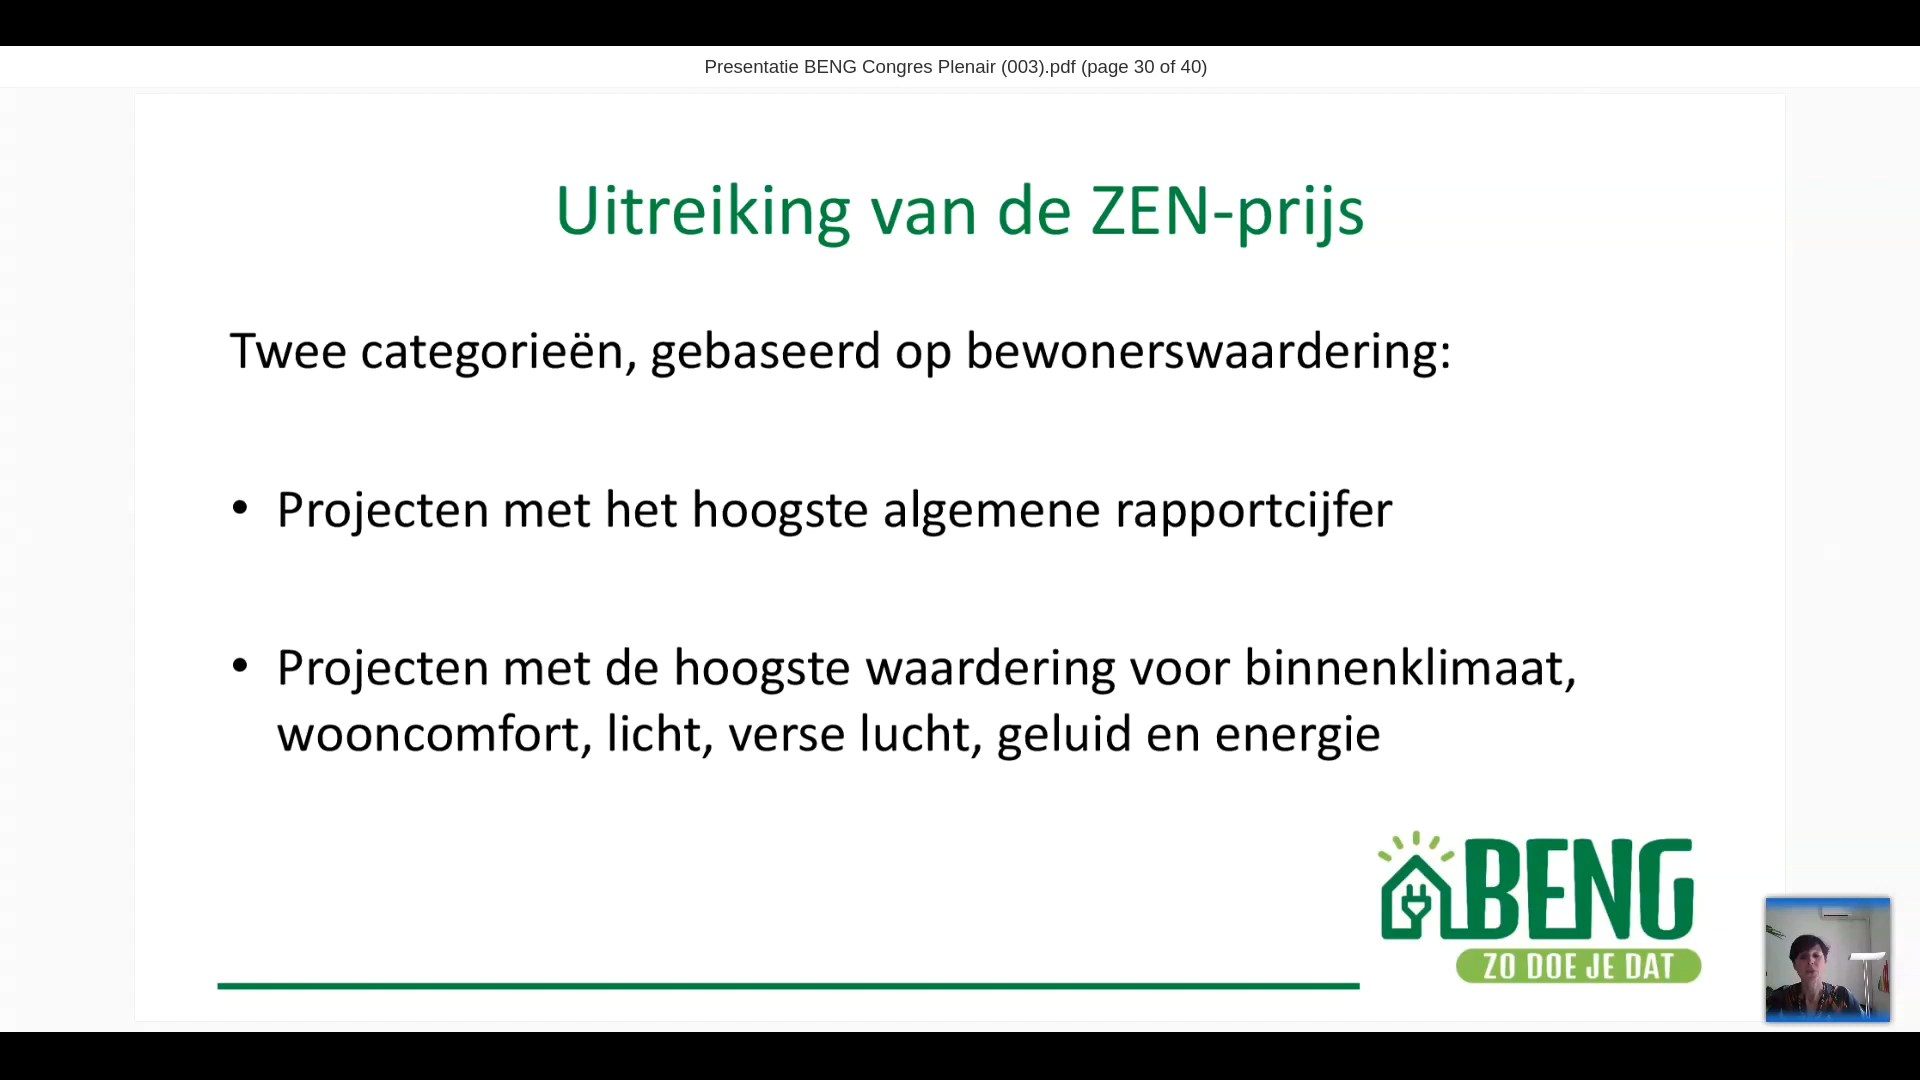 Presentatie BENG Congres Plenair (003).pdf (page 30 of 40)
Uitreiking van de ZEN-prijs
Twee categorieën, gebaseerd op bewonerswaardering:
• Projecten met het hoogste algemene rapportcijfer
• Projecten met de hoogste waardering voor binnenklimaat,
wooncomfort, licht, verse lucht, geluid en energie
BENG
ZO DOE JE DAT